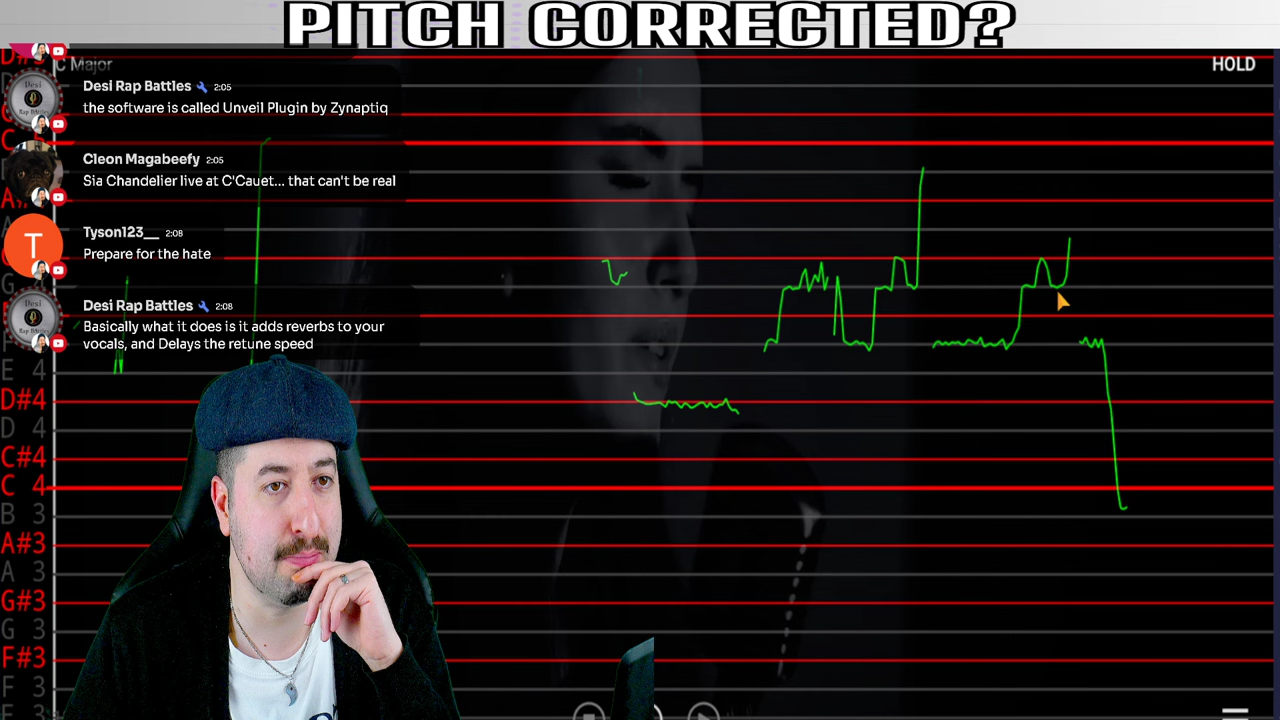 PITCH CORRECTED?
C Major
HOLD
Desi Rap Battles 2:05
the software is called Unveil Plugin by Zynaptiq
Cleon Magabeefy 2:05
Sia Chandelier live at C'Cauet... that can't be real
T
Tyson123__ 2:08
Prepare for the hate
Desi Rap Battles 2:08
Basically what it does is it adds reverbs to your
vocals, and Delays the retune speed
E 4
D#4
D 4
C#4
C 4
B 3
A#3
A 3
G#3
G 3
F#3
F 3